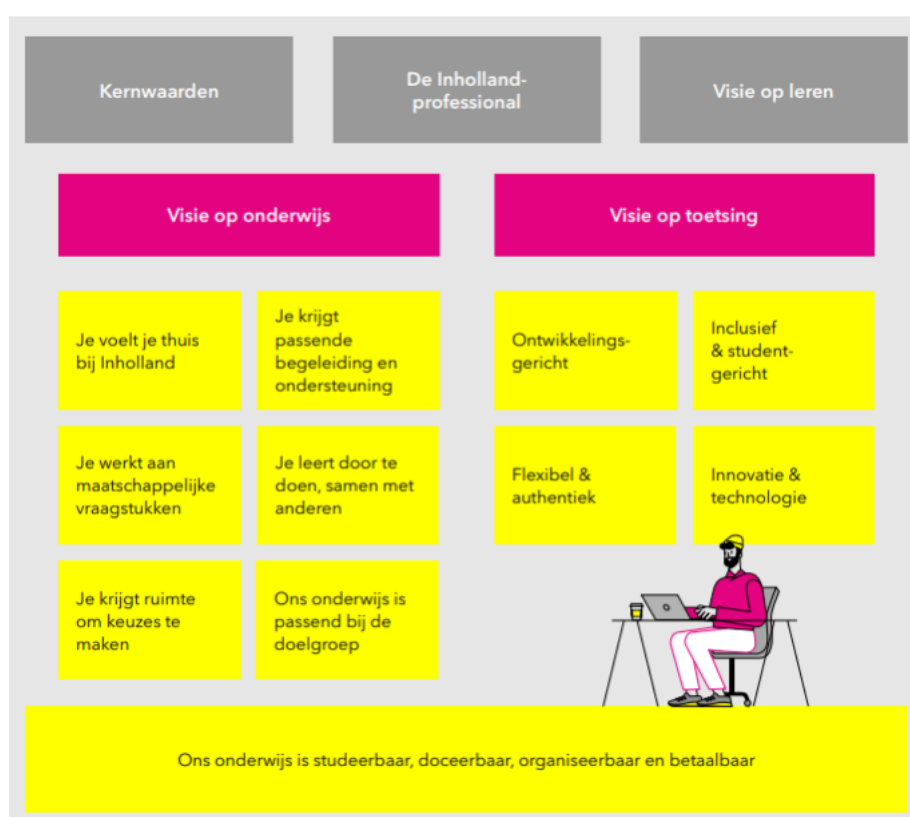 Kernwaarden
De Inholland-
professional
Visie op leren
Visie op onderwijs
Visie op toetsing
Je voelt je thuis
bij Inholland
Je krijgt
passende
begeleiding en
ondersteuning
Ontwikkelings-
gericht
Inclusief
& student-
gericht
Je werkt aan
maatschappelijke
vraagstukken
Je leert door te
doen, samen met
anderen
Flexibel &
authentiek
Innovatie &
technologie
Je krijgt ruimte
om keuzes te
maken
Ons onderwijs is
passend bij de
doelgroep
Ons onderwijs is studeerbaar, doceerbaar, organiseerbaar en betaalbaar